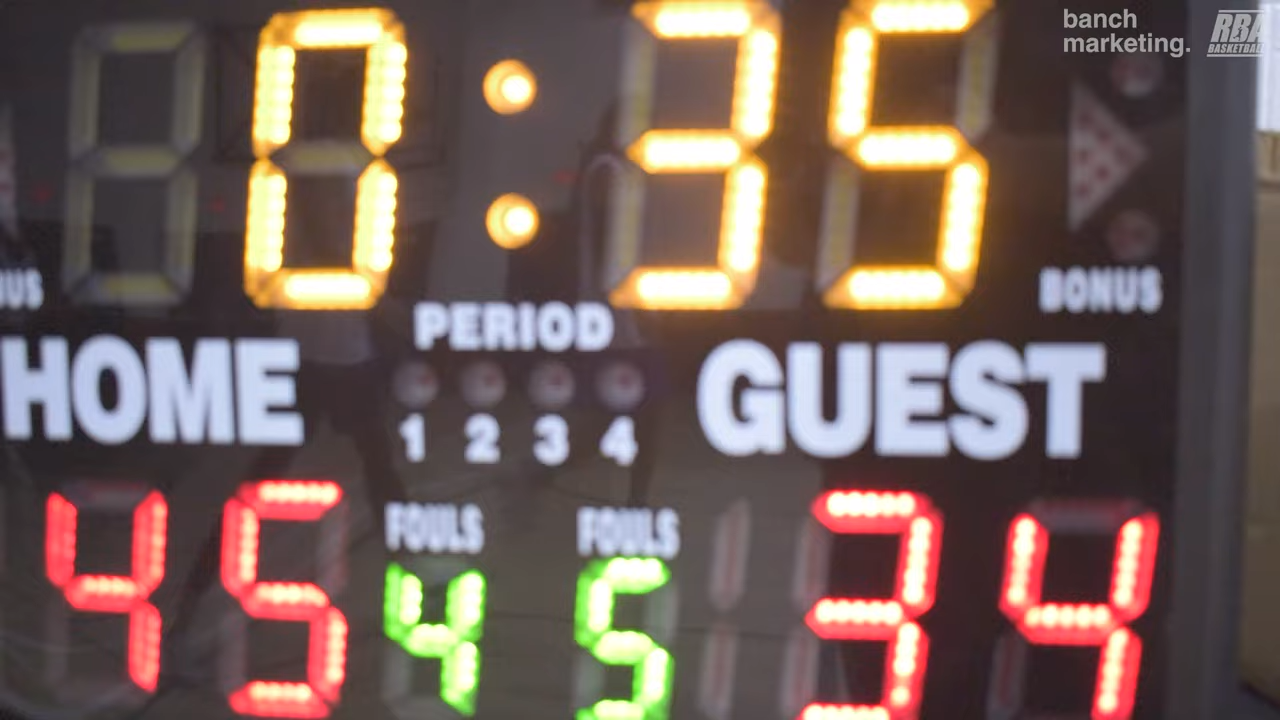 banch
marketing.
RBA
BASKETBALL
0:35
BONUS
PERIOD
HOME
GUEST
1 2 3 4
FOULS FOULS
45 4 5 34